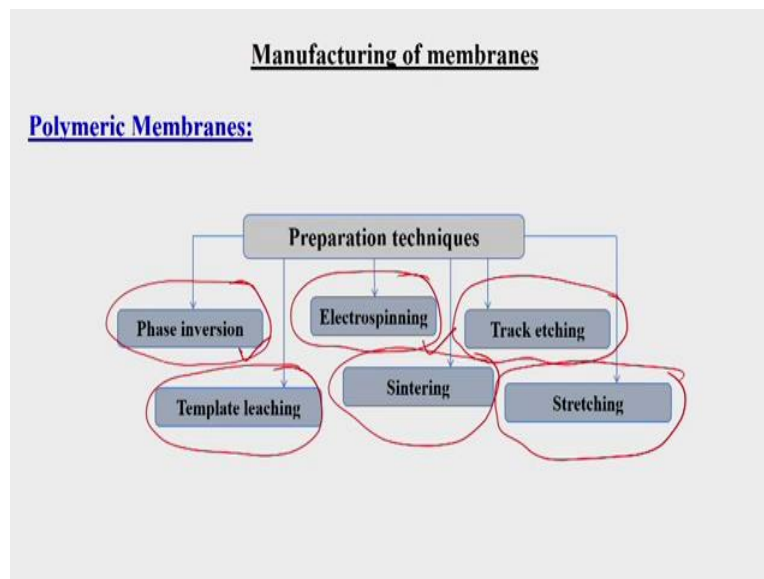 Manufacturing of membranes
Polymeric Membranes:
Preparation techniques
Phase inversion
Electrospinning
Track etching
Template leaching
Sintering
Stretching